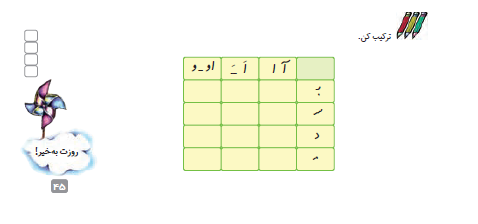 ترکیب کن.
آ ا    اَ ـَ    او ـو و
بـ
سـ
د
مـ
روزت به‌خیر!
۴۵